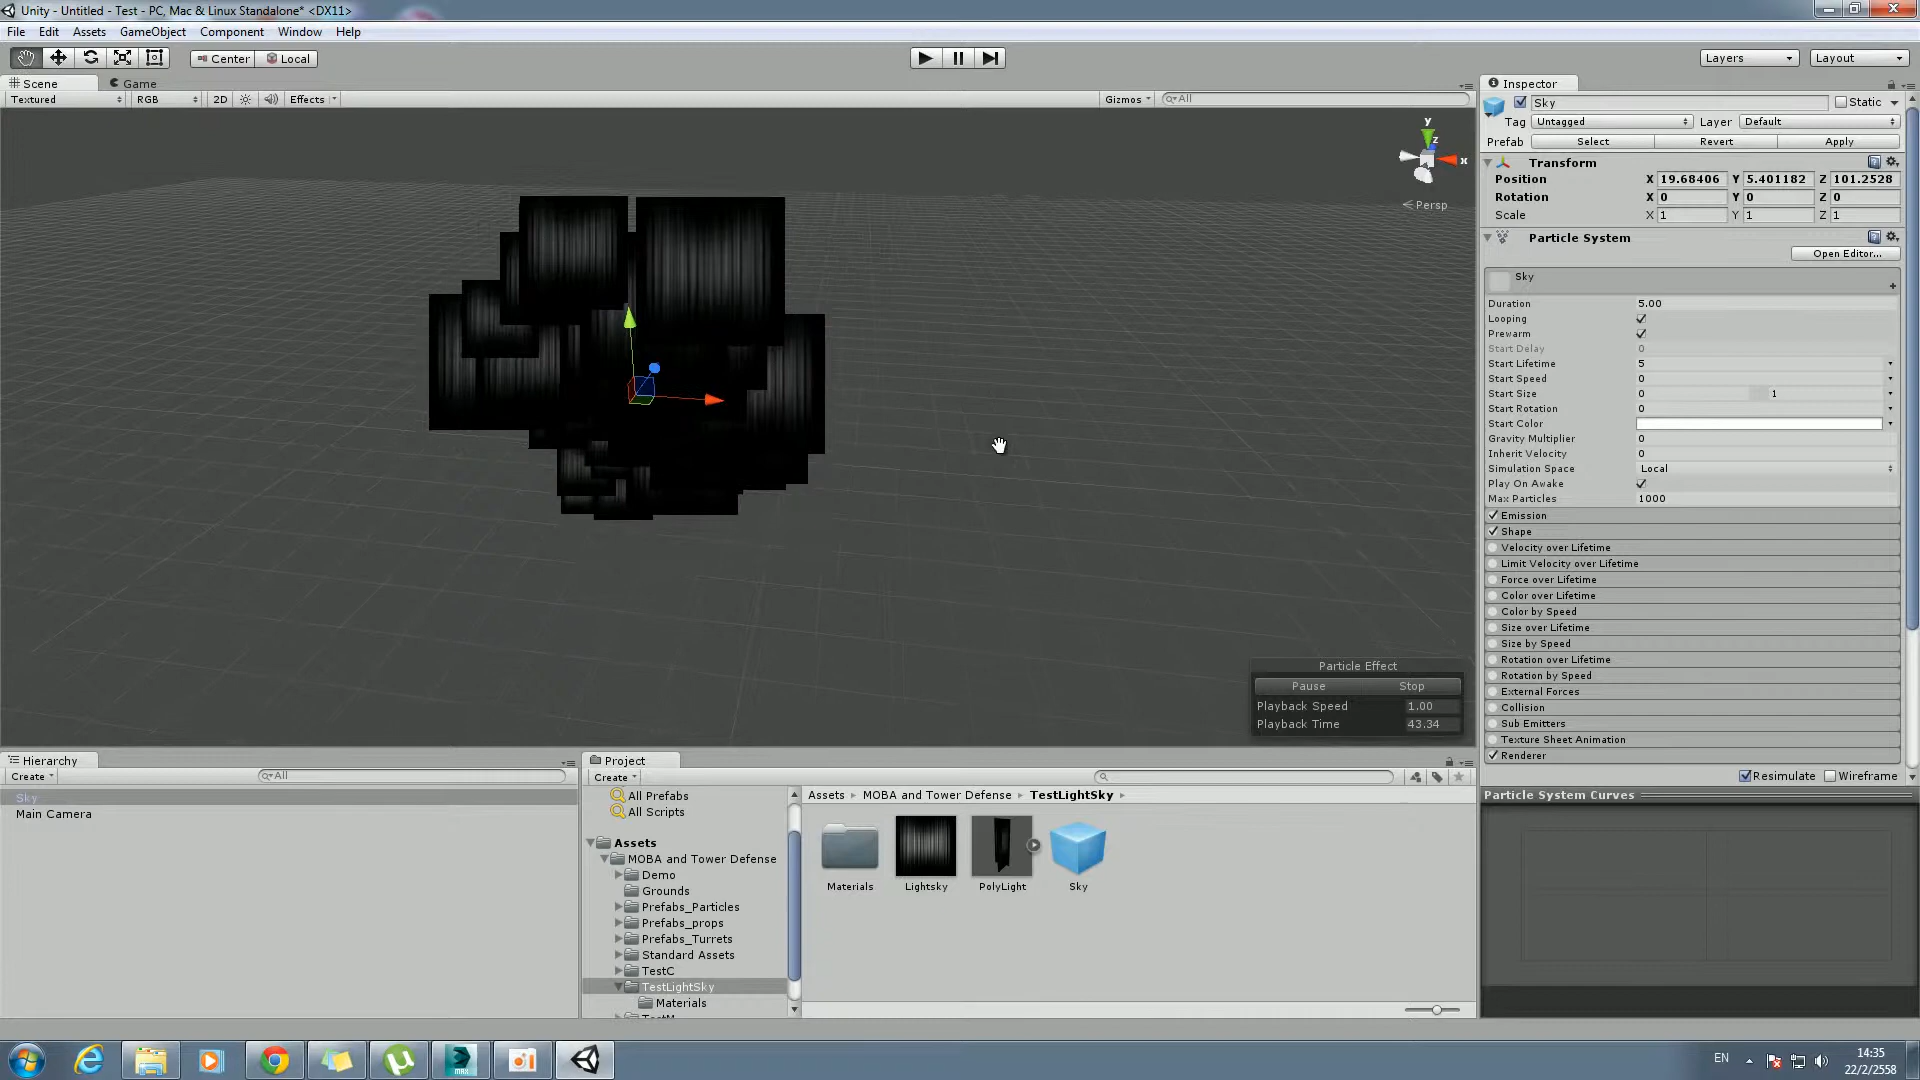 Unity - Untitled - Test - PC, Mac & Linux Standalone* <DX11>
File Edit Assets GameObject Component Window Help
Center Local Layers Layout
Scene Game
Textured RGB 2D Effects Gizmos All
y
z
x
Persp
Particle Effect
Pause Stop
Playback Speed 1.00
Playback Time 43.34
Inspector
Sky Static
Tag Untagged Layer Default
Prefab Select Revert Apply
Transform
Position X 19.68406 Y 5.401182 Z 101.2528
Rotation X 0 Y 0 Z 0
Scale X 1 Y 1 Z 1
Particle System
Open Editor...
Sky
Duration 5.00
Looping
Prewarm
Start Delay 0
Start Lifetime 5
Start Speed 0
Start Size 0 1
Start Rotation 0
Start Color
Gravity Multiplier 0
Inherit Velocity 0
Simulation Space Local
Play On Awake
Max Particles 1000
Emission
Shape
Velocity over Lifetime
Limit Velocity over Lifetime
Force over Lifetime
Color over Lifetime
Color by Speed
Size over Lifetime
Size by Speed
Rotation over Lifetime
Rotation by Speed
External Forces
Collision
Sub Emitters
Texture Sheet Animation
Renderer
Resimulate Wireframe
Particle System Curves
Hierarchy
Create All
Sky
Main Camera
Project
Create
All Prefabs
All Scripts
Assets
MOBA and Tower Defense
Demo
Grounds
Prefabs_Particles
Prefabs_props
Prefabs_Turrets
Standard Assets
TestC
TestLightSky
Materials
Assets MOBA and Tower Defense TestLightSky
Materials Lightsky PolyLight Sky
MAX
EN
14:35
22/2/2558